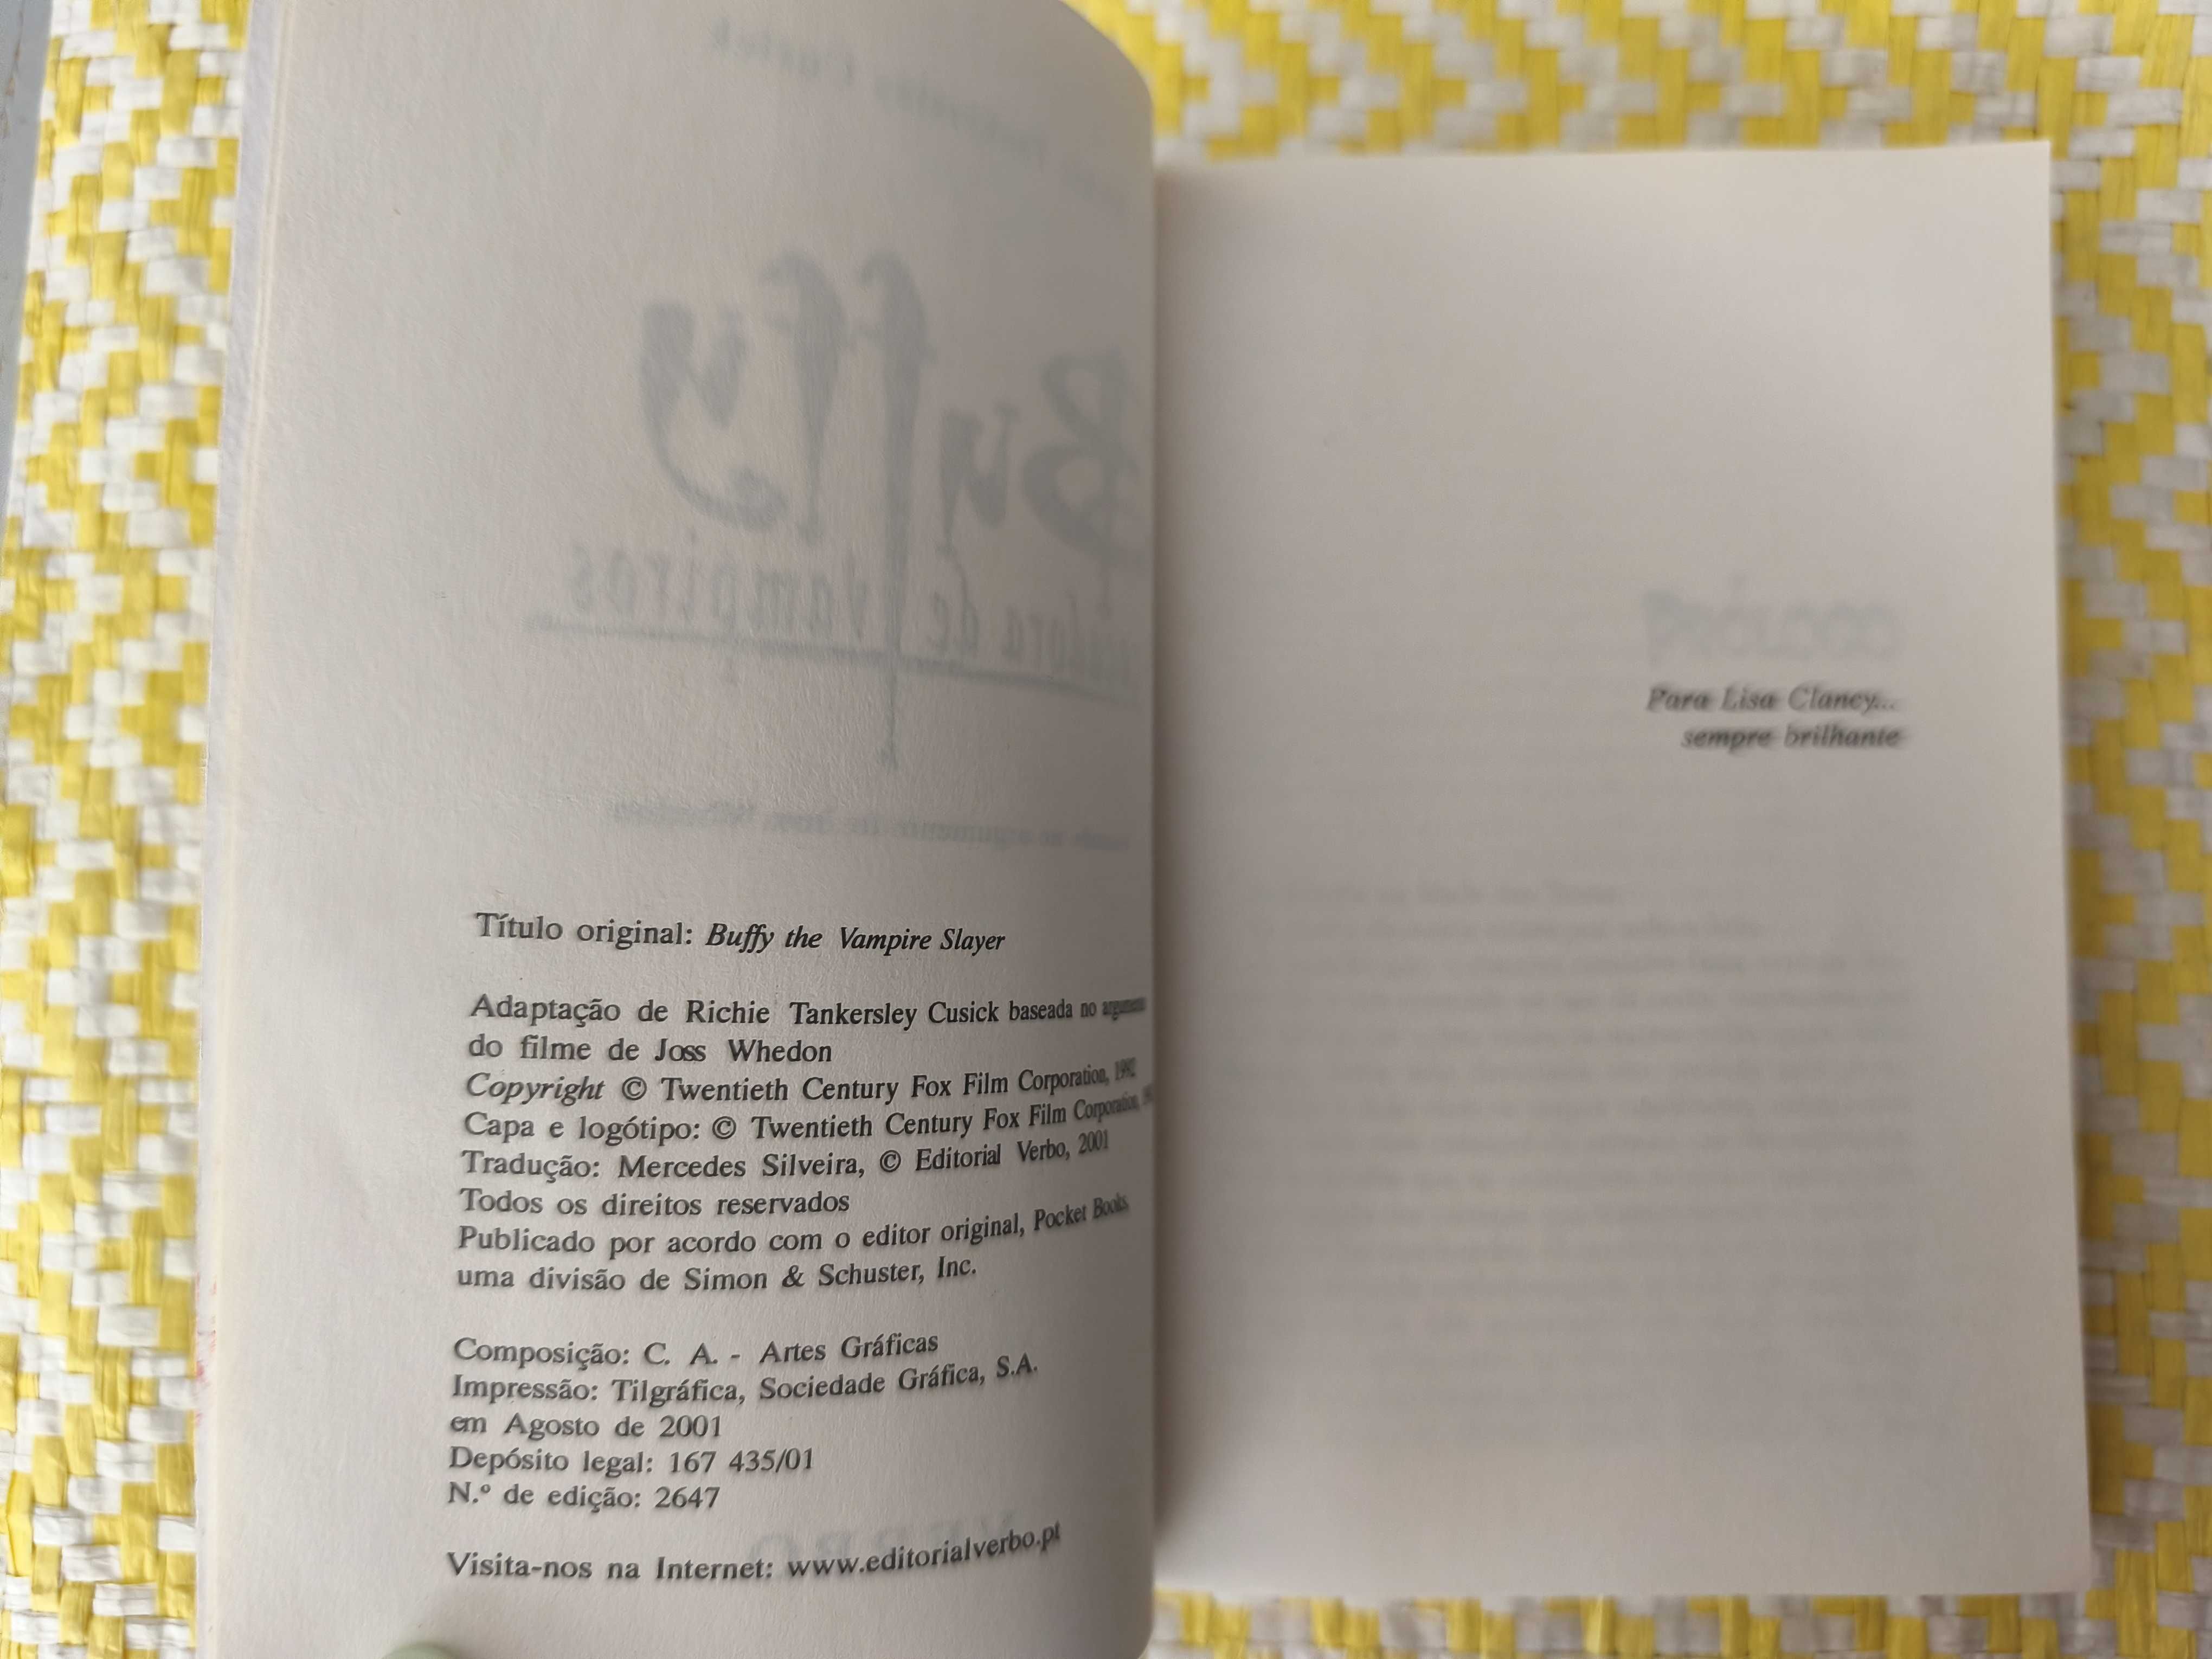 Título original: Buffy the Vampire Slayer
Adaptação de Richie Tankersley Cusick baseada no argumento
do filme de Joss Whedon
Copyright © Twentieth Century Fox Film Corporation, 1992
Capa e logótipo: © Twentieth Century Fox Film Corporation,
Tradução: Mercedes Silveira, © Editorial Verbo, 2001
Todos os direitos reservados
Publicado por acordo com o editor original, Pocket Books,
uma divisão de Simon & Schuster, Inc.
Composição: C. A. - Artes Gráficas
Impressão: Tilgráfica, Sociedade Gráfica, S.A.
em Agosto de 2001
Depósito legal: 167 435/01
N.º de edição: 2647
Visita-nos na Internet: www.editorialverbo.pt
Para Lisa Clancy...
sempre brilhante